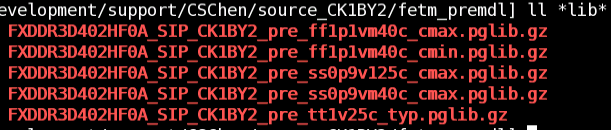 evelopment/support/CSChen/source_CK1BY2/fetm_premdl] ll *lib*
FXDDR3D402HF0A_SIP_CK1BY2_pre_ff1p1vm40c_cmax.pglib.gz
FXDDR3D402HF0A_SIP_CK1BY2_pre_ff1p1vm40c_cmin.pglib.gz
FXDDR3D402HF0A_SIP_CK1BY2_pre_ss0p9v125c_cmax.pglib.gz
FXDDR3D402HF0A_SIP_CK1BY2_pre_ss0p9vm40c_cmax.pglib.gz
FXDDR3D402HF0A_SIP_CK1BY2_pre_tt1v25c_typ.pglib.gz